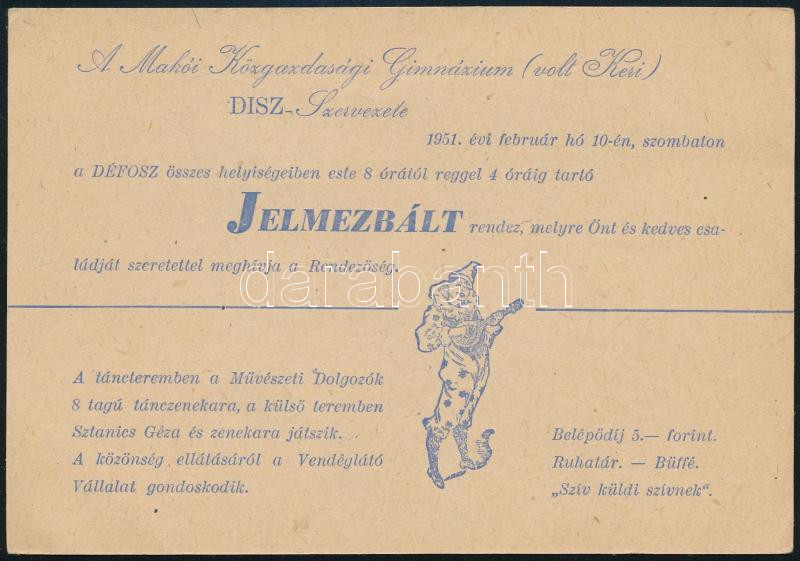 A Makói Közgazdasági Gimnázium (volt Keri)
DISZ-Szervezete
1951. évi február hó 10-én, szombaton
a DÉFOSZ összes helyiségeiben este 8 órától reggel 4 óráig tartó
JELMEZBÁLT rendez, melyre Önt és kedves csa-
ládját szeretettel meghívja a Rendezőség.
darabanth
A táncteremben a Művészeti Dolgozók
8 tagú tánczenekara, a külső teremben
Sztanics Géza és zenekara játszik.
A közönség ellátásáról a Vendéglátó
Vállalat gondoskodik.
Belépődíj 5.— forint.
Ruhatár. — Büffé.
„Szív küldi szívnek“.